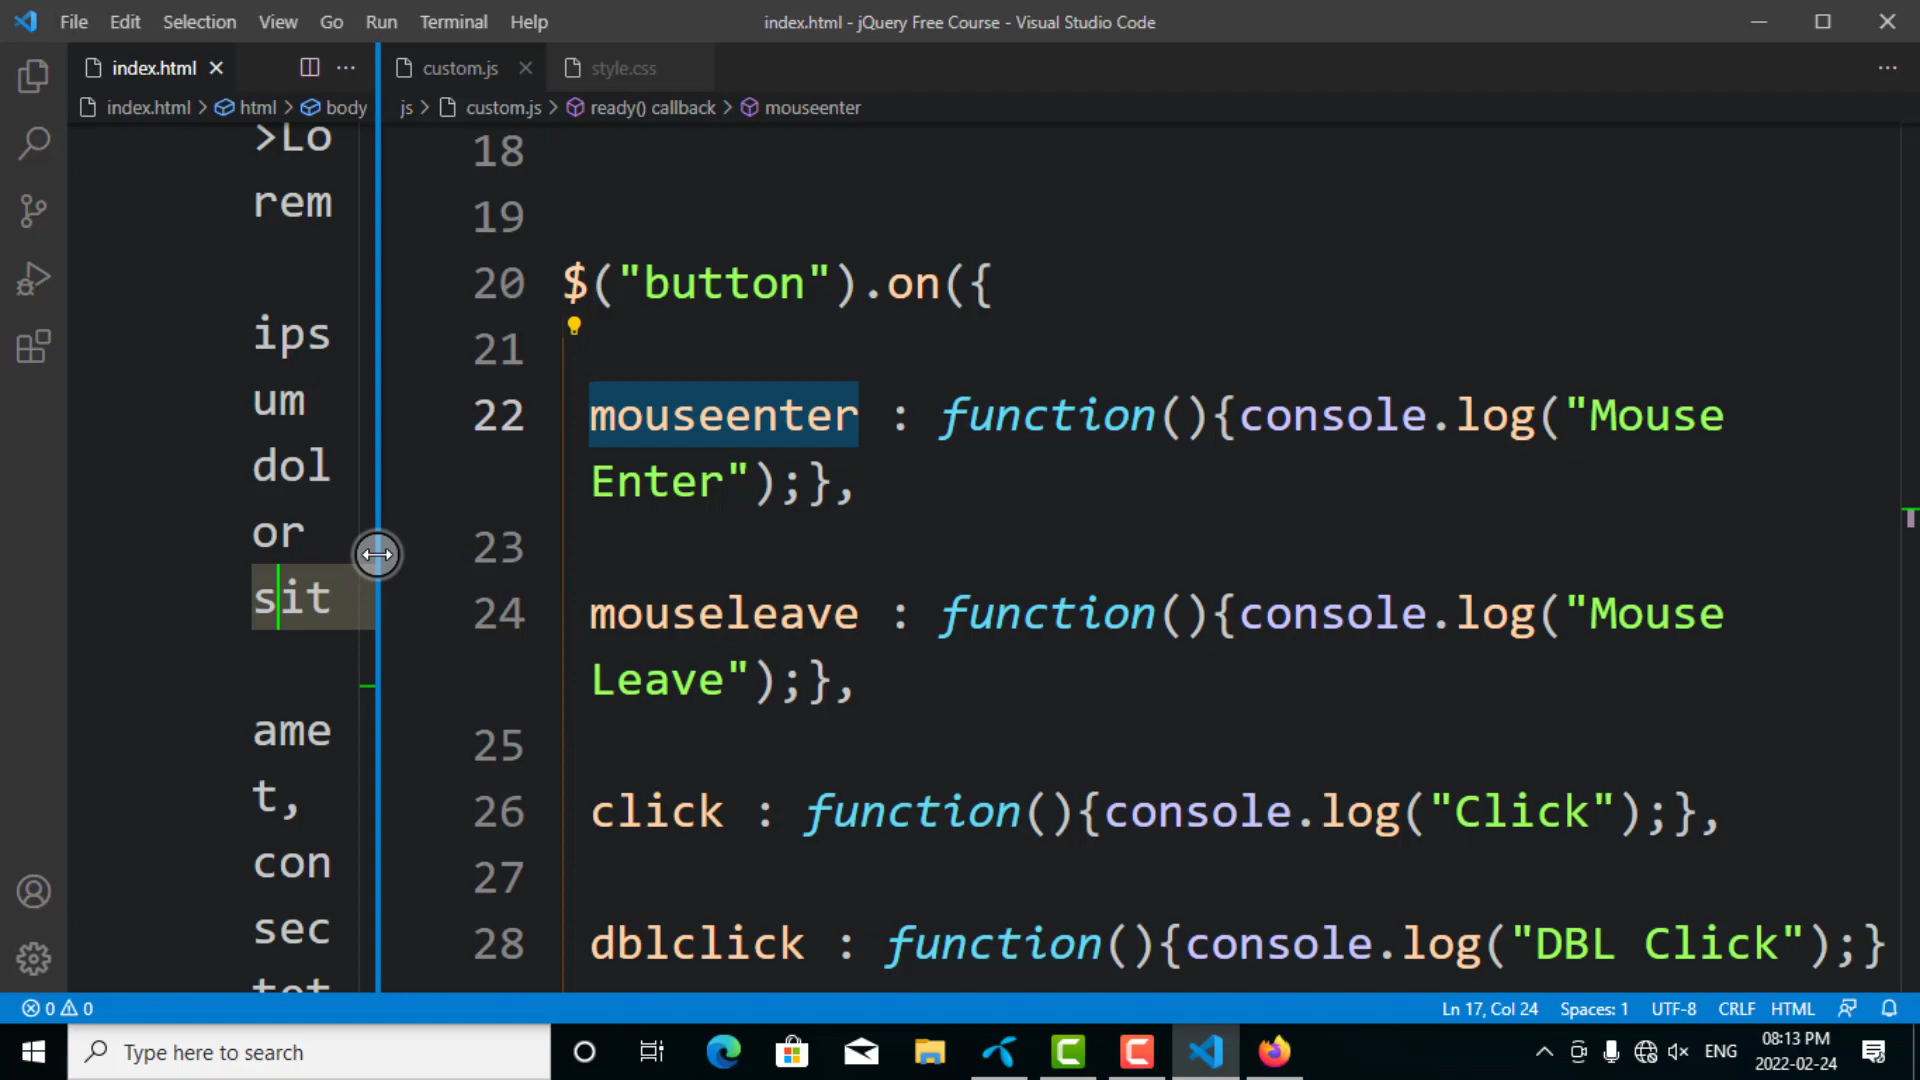 File Edit Selection View Go Run Terminal Help
index.html - jQuery Free Course - Visual Studio Code
index.html
custom.js
style.css
index.html > html > body
js > custom.js > ready() callback > mouseenter
>Lo
rem
ips
um
dol
or
sit
ame
t,
con
sec
18
19
20 $("button").on({
21
22 mouseenter : function(){console.log("Mouse
Enter");},
23
24 mouseleave : function(){console.log("Mouse
Leave");},
25
26 click : function(){console.log("Click");},
27
28 dblclick : function(){console.log("DBL Click");}
0 0
Ln 17, Col 24 Spaces: 1 UTF-8 CRLF HTML
Type here to search
ENG
08:13 PM
2022-02-24